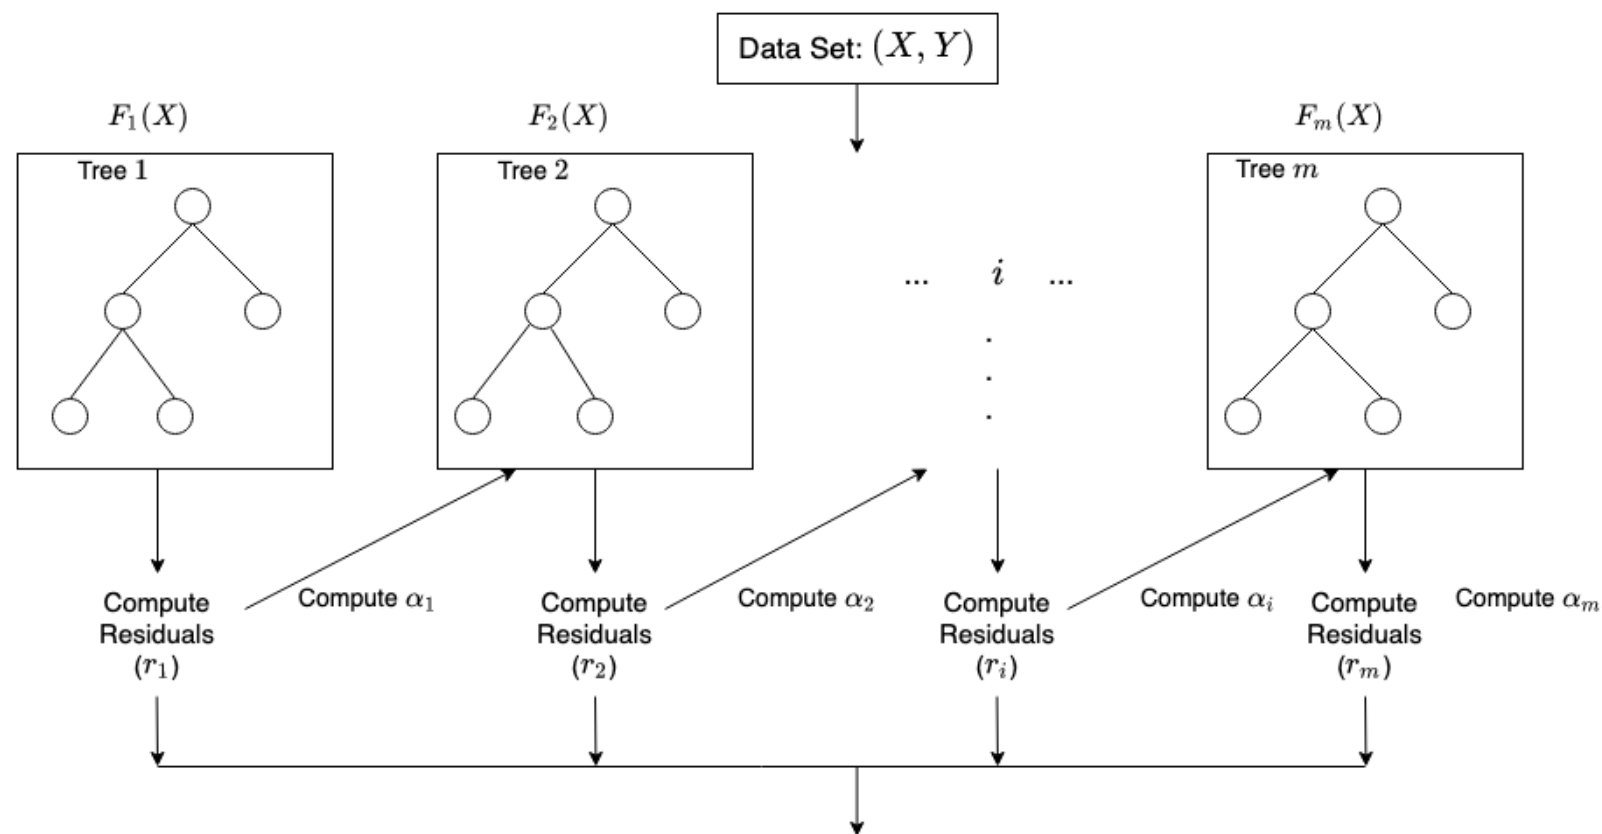 Data Set: (X, Y)
F₁(X)
F₂(X)
Fₘ(X)
Tree 1
Tree 2
Tree m
... i ...
.
.
.
Compute
Residuals
(r₁)
Compute α₁
Compute
Residuals
(r₂)
Compute α₂
Compute
Residuals
(rᵢ)
Compute αᵢ
Compute
Residuals
(rₘ)
Compute αₘ